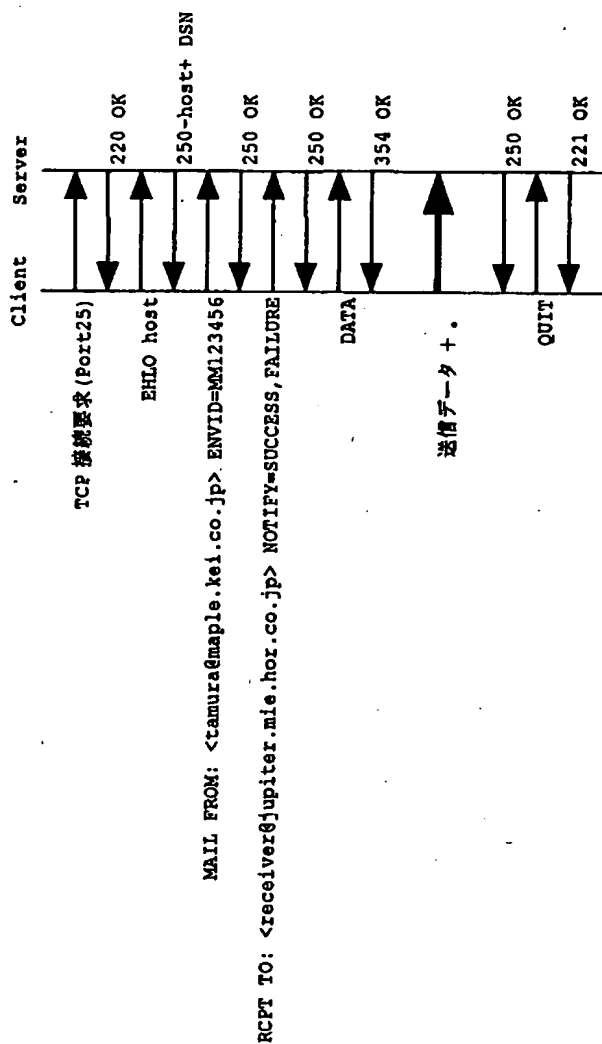 Client Server
TCP 接続要求(Port25)
220 OK
EHLO host
250-host+ DSN
MAIL FROM: <tamura@maple.kei.co.jp> ENVID=MM123456
250 OK
RCPT TO: <receiver@jupiter.mie.hor.co.jp> NOTIFY=SUCCESS,FAILURE
250 OK
DATA
354 OK
送信データ + .
250 OK
QUIT
221 OK